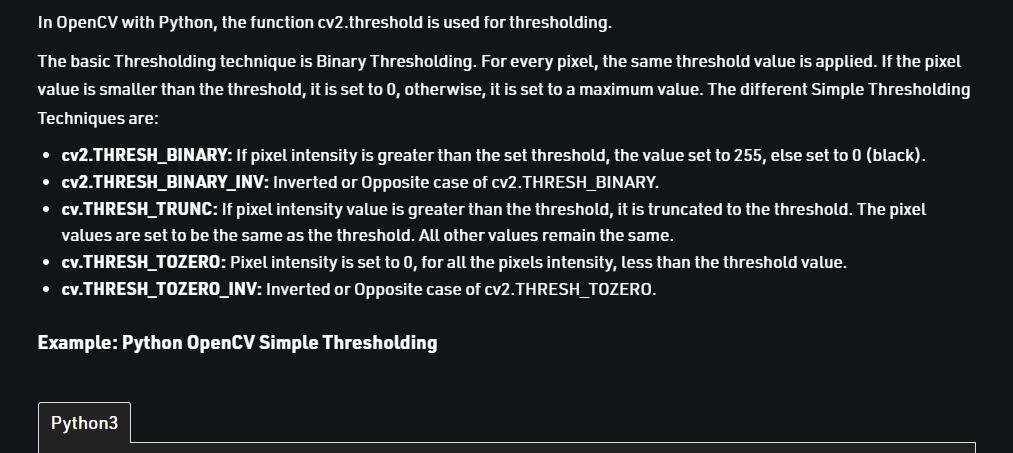 In OpenCV with Python, the function cv2.threshold is used for thresholding.
The basic Thresholding technique is Binary Thresholding. For every pixel, the same threshold value is applied. If the pixel
value is smaller than the threshold, it is set to 0, otherwise, it is set to a maximum value. The different Simple Thresholding
Techniques are:
• cv2.THRESH_BINARY: If pixel intensity is greater than the set threshold, the value set to 255, else set to 0 (black).
• cv2.THRESH_BINARY_INV: Inverted or Opposite case of cv2.THRESH_BINARY.
• cv.THRESH_TRUNC: If pixel intensity value is greater than the threshold, it is truncated to the threshold. The pixel
values are set to be the same as the threshold. All other values remain the same.
• cv.THRESH_TOZERO: Pixel intensity is set to 0, for all the pixels intensity, less than the threshold value.
• cv.THRESH_TOZERO_INV: Inverted or Opposite case of cv2.THRESH_TOZERO.
Example: Python OpenCV Simple Thresholding
Python3